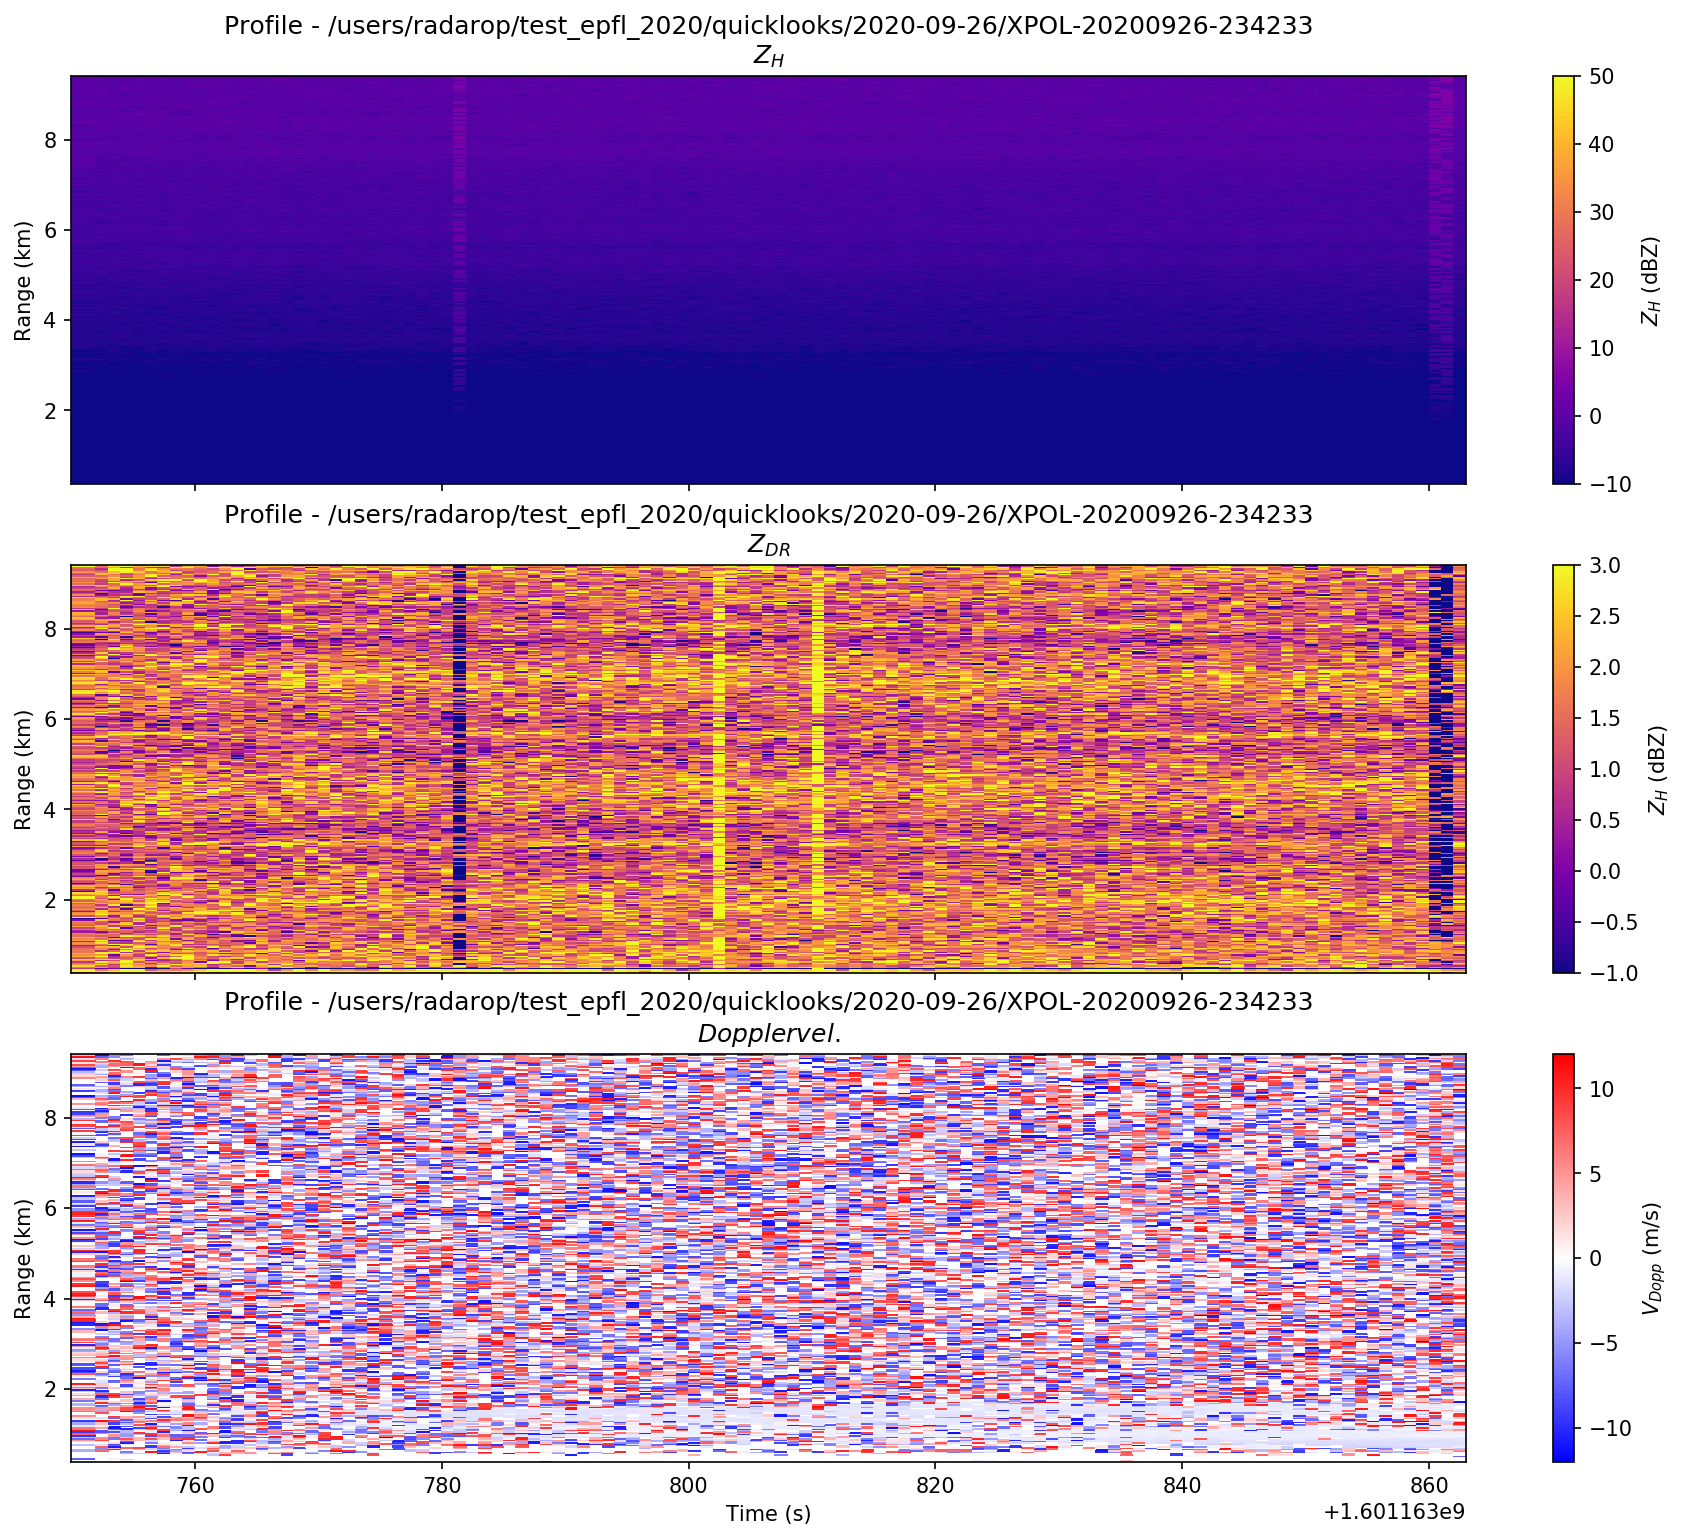 Profile - /users/radarop/test_epfl_2020/quicklooks/2020-09-26/XPOL-20200926-234233
Z_H
8
6
4
2
Range (km)
50
40
30
20
10
0
−10
Z_H (dBZ)
Profile - /users/radarop/test_epfl_2020/quicklooks/2020-09-26/XPOL-20200926-234233
Z_DR
8
6
4
2
Range (km)
3.0
2.5
2.0
1.5
1.0
0.5
0.0
−0.5
−1.0
Z_H (dBZ)
Profile - /users/radarop/test_epfl_2020/quicklooks/2020-09-26/XPOL-20200926-234233
Dopplervel.
8
6
4
2
Range (km)
10
5
0
−5
−10
V_Dopp (m/s)
760 780 800 820 840 860
Time (s)
+1.601163e9